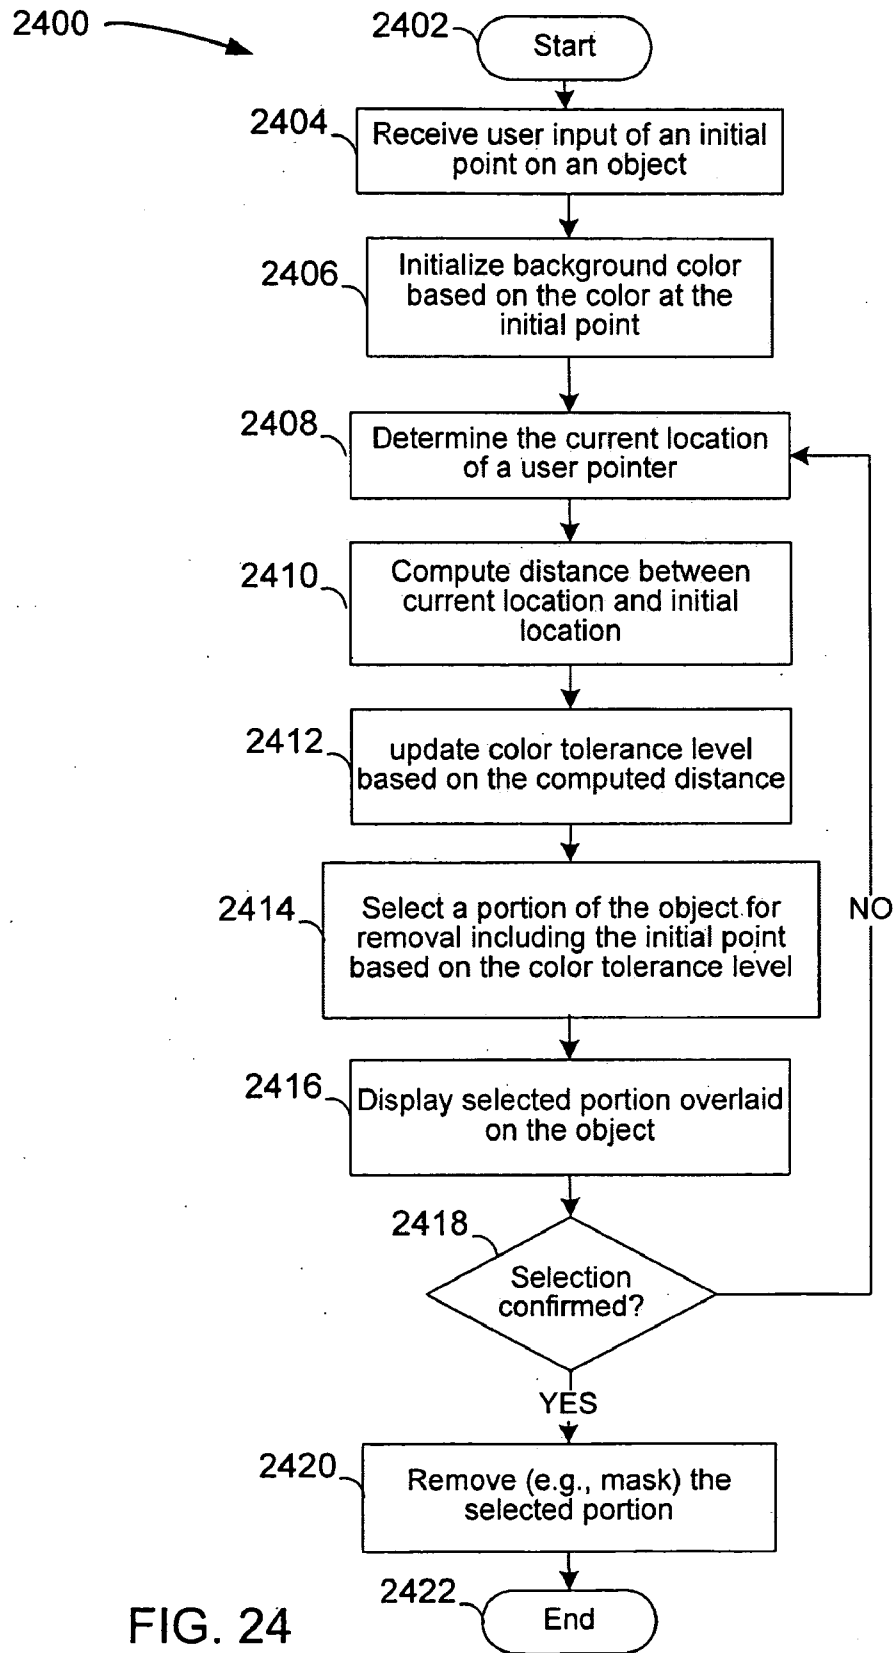 2400
2402
Start
2404
Receive user input of an initial
point on an object
2406
Initialize background color
based on the color at the
initial point
2408
Determine the current location
of a user pointer
2410
Compute distance between
current location and initial
location
2412
update color tolerance level
based on the computed distance
2414
Select a portion of the object for
removal including the initial point
based on the color tolerance level
NO
2416
Display selected portion overlaid
on the object
2418
Selection
confirmed?
YES
2420
Remove (e.g., mask) the
selected portion
2422
End
FIG. 24